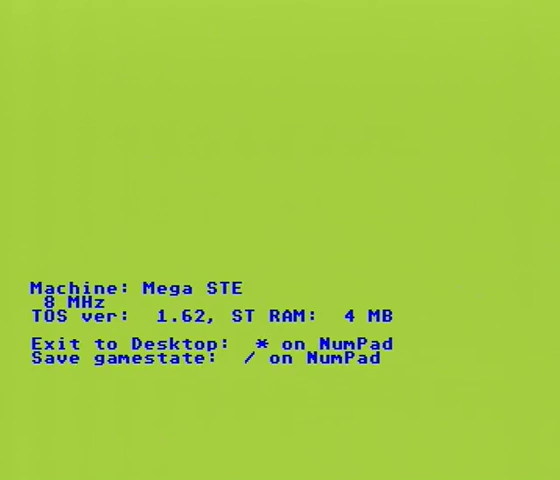 Machine: Mega STE
8 MHz
TOS ver: 1.62, ST RAM: 4 MB
Exit to Desktop: * on NumPad
Save gamestate: / on NumPad